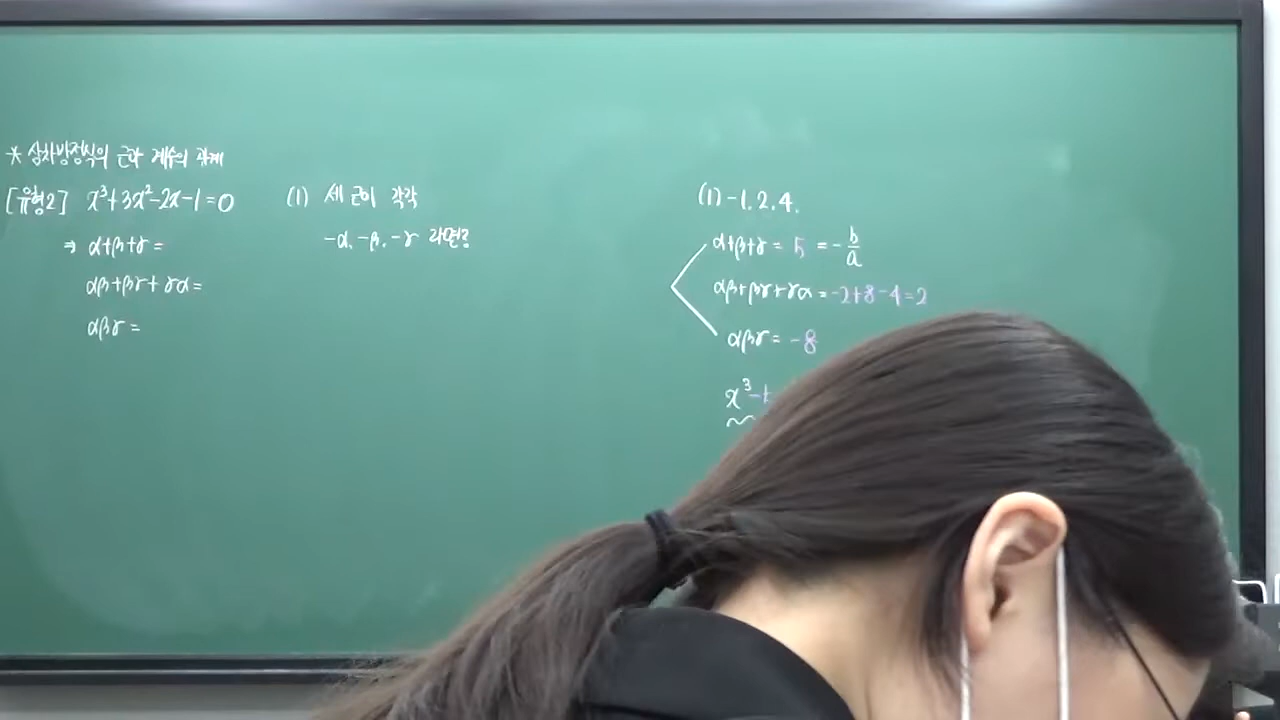 * 삼차방정식의 근과 계수의 관계
[유형2] x³+3x²-2x-1=0
⇒ α+β+γ=
αβ+βγ+γα=
αβγ=
(1) 세 근이 각각
-α, -β, -γ 라면?
(1) -1, 2, 4.
α+β+γ = 5 = -b/a
αβ+βγ+γα = -2+8-4=2
αβγ = -8
x³-